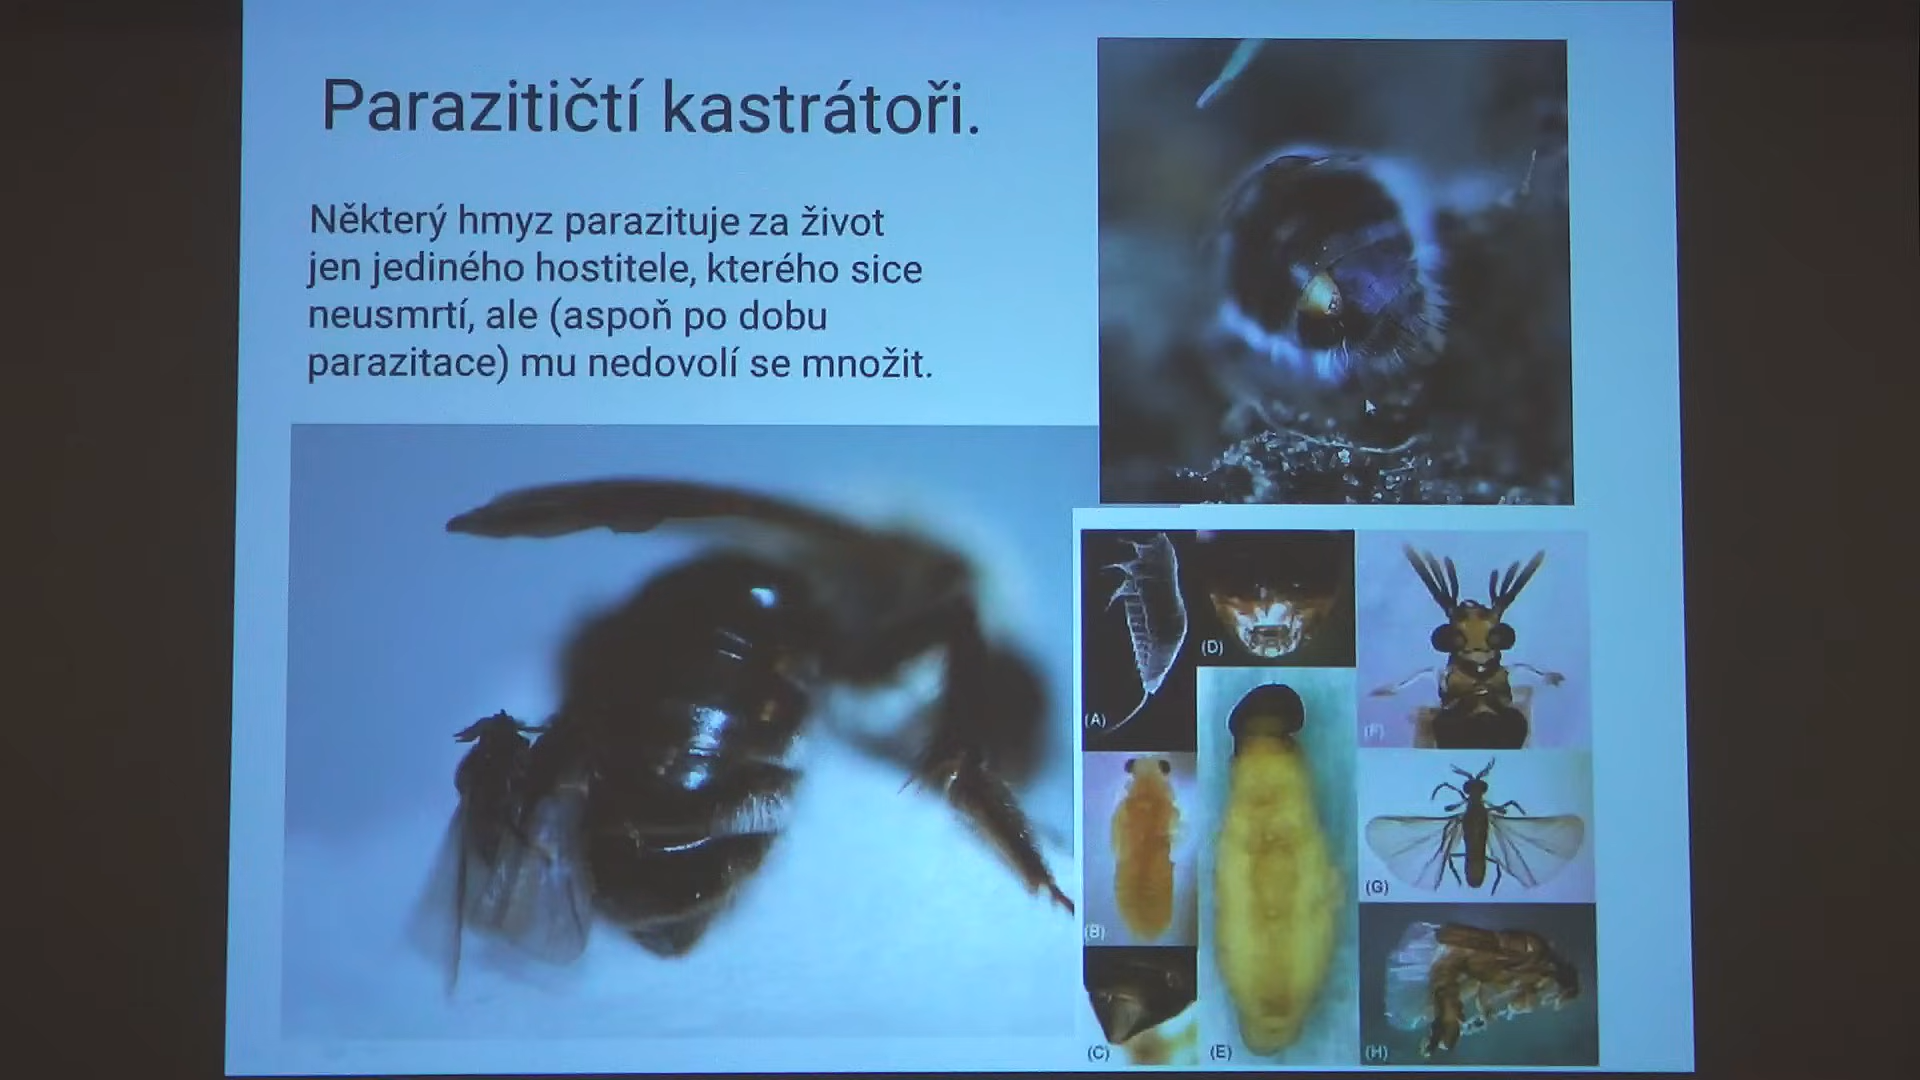 Parazitičtí kastrátoři.
Některý hmyz parazituje za život
jen jediného hostitele, kterého sice
neusmrtí, ale (aspoň po dobu
parazitace) mu nedovolí se množit.
(A)
(D)
(F)
(B)
(G)
(C)
(E)
(H)